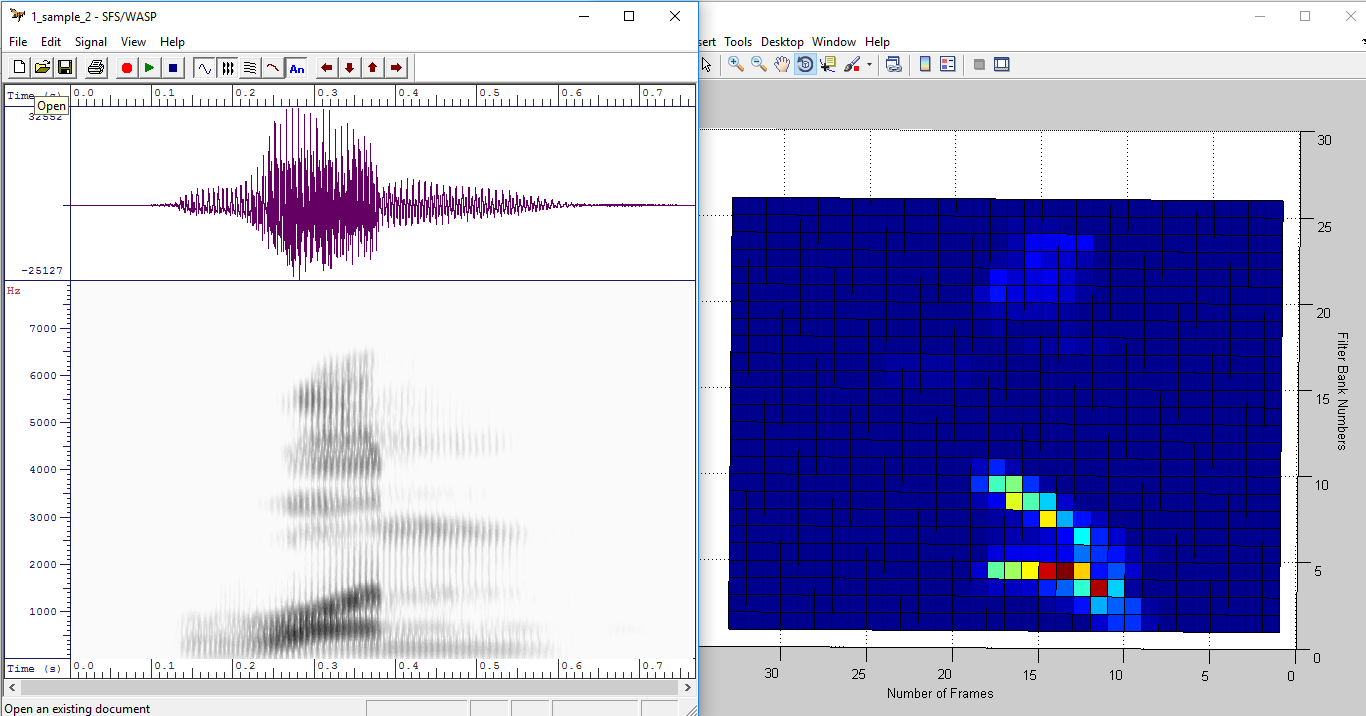 1_sample_2 - SFS/WASP
File Edit Signal View Help
An
Time (s) 0.0 0.1 0.2 0.3 0.4 0.5 0.6 0.7
Open
32552
-25127
Hz
7000
6000
5000
4000
3000
2000
1000
Time (s) 0.0 0.1 0.2 0.3 0.4 0.5 0.6 0.7
Open an existing document
sert Tools Desktop Window Help
30
25
20
15
10
5
0
Filter Bank Numbers
30 25 20 15 10 5 0
Number of Frames